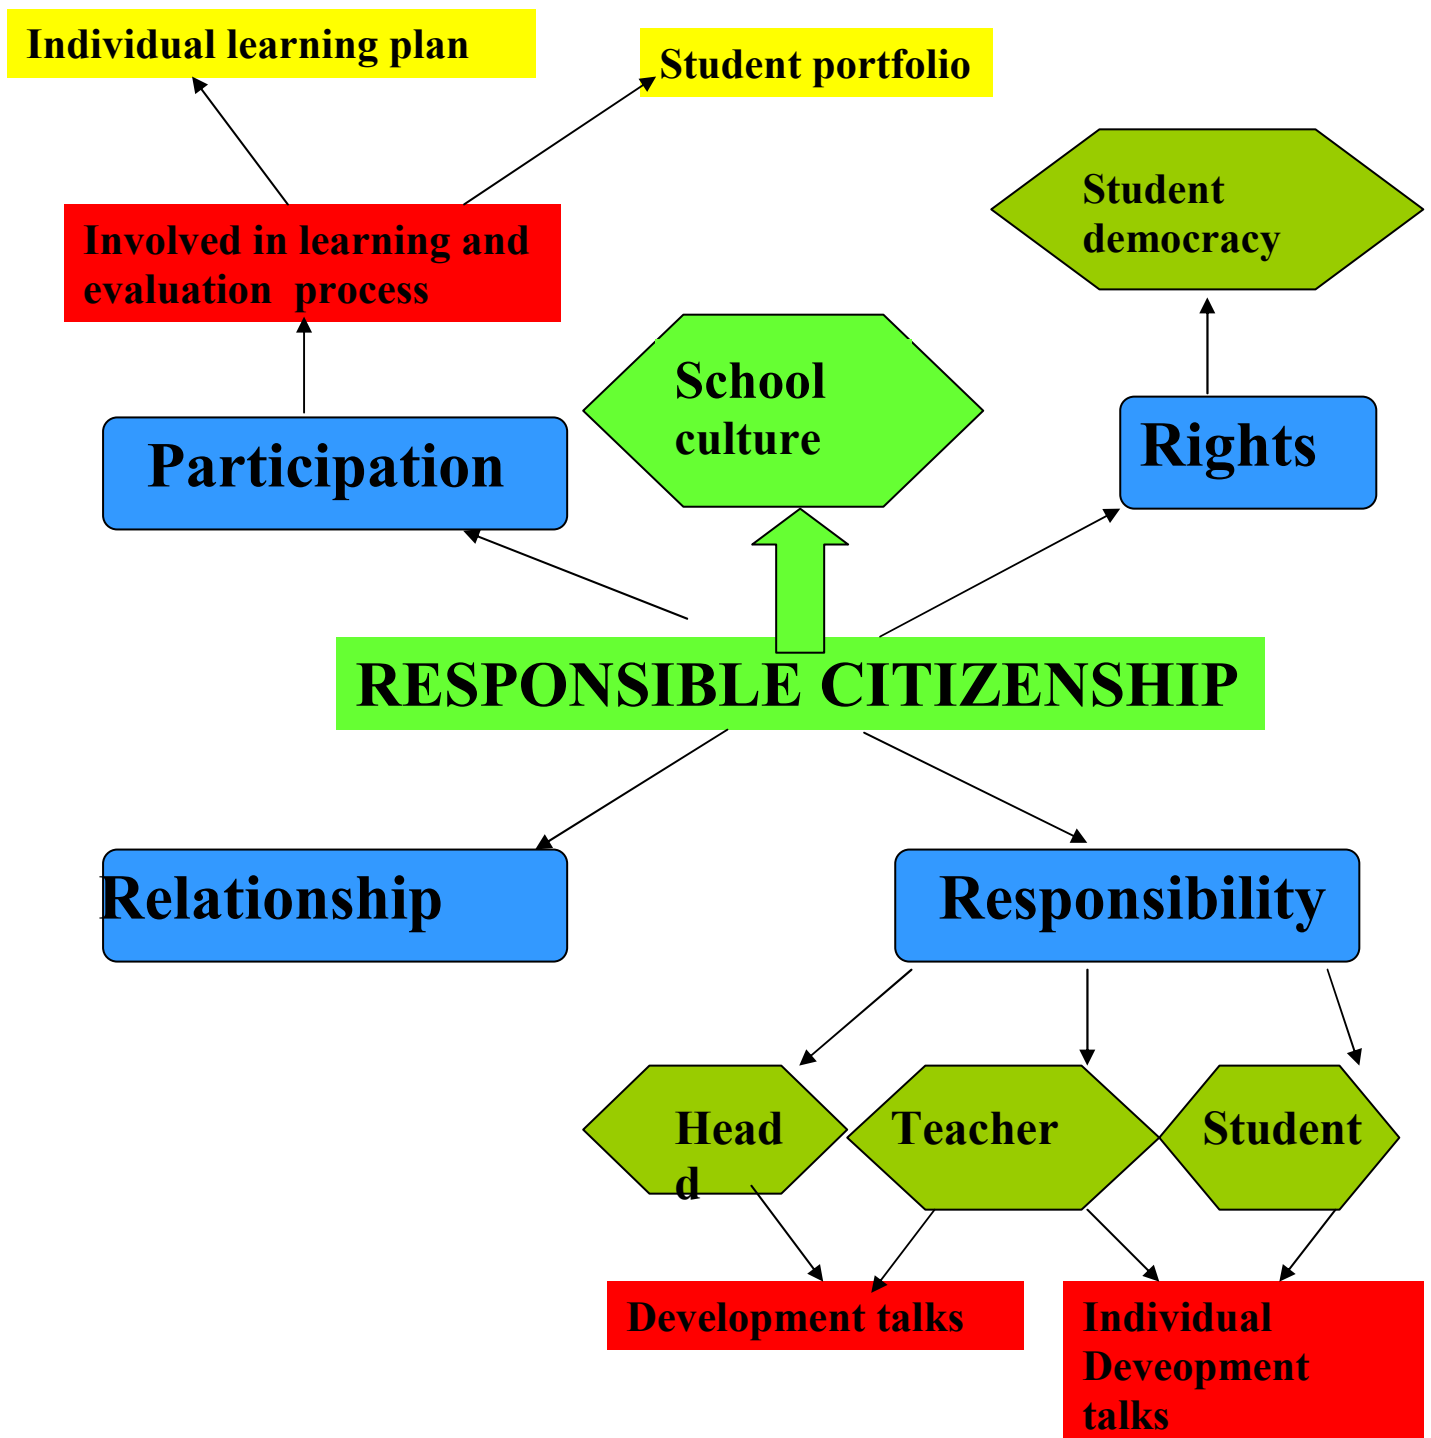 Individual learning plan
Student portfolio
Student
democracy
Involved in learning and
evaluation process
School
culture
Rights
Participation
RESPONSIBLE CITIZENSHIP
Relationship
Responsibility
Head
d
Teacher
Student
Development talks
Individual
Deveopment
talks